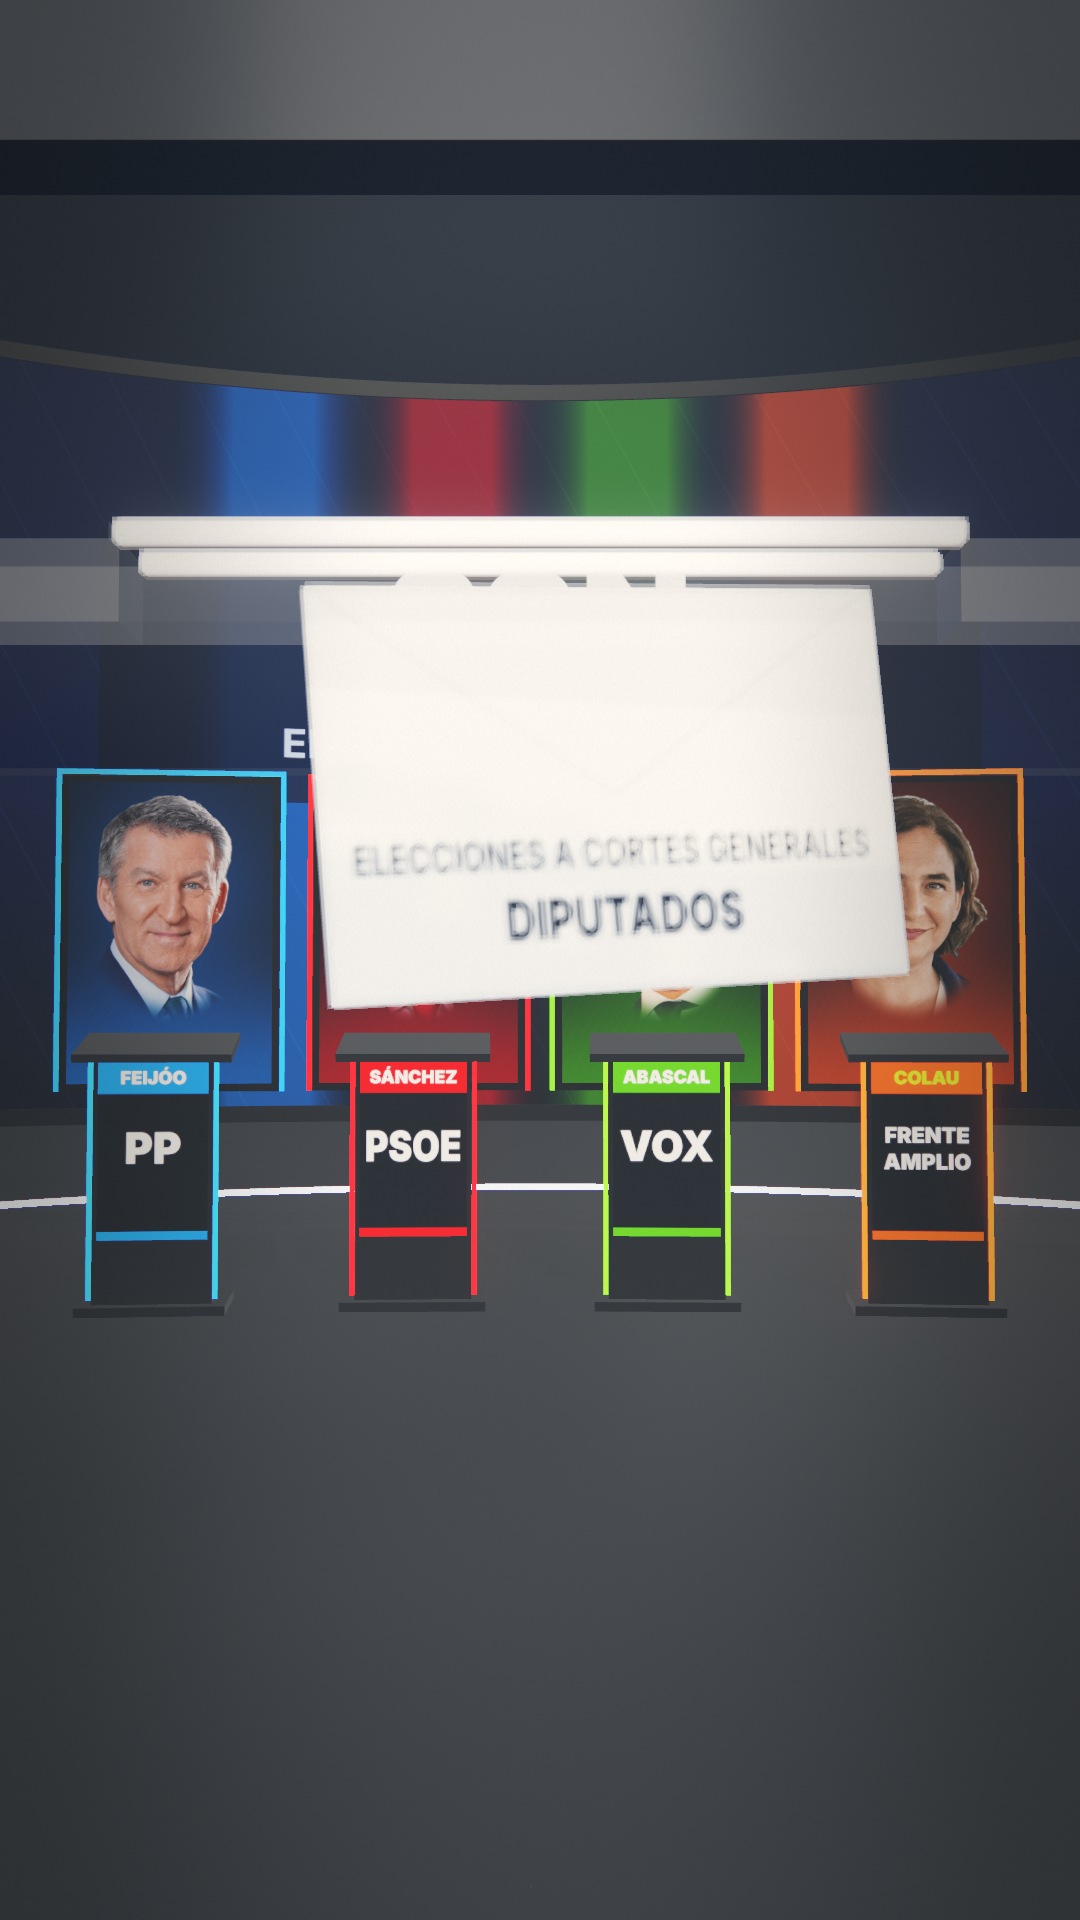 E
ELECCIONES A CORTES GENERALES
DIPUTADOS
FEIJÓO
SÁNCHEZ
ABASCAL
COLAU
PP
PSOE
VOX
FRENTE
AMPLIO